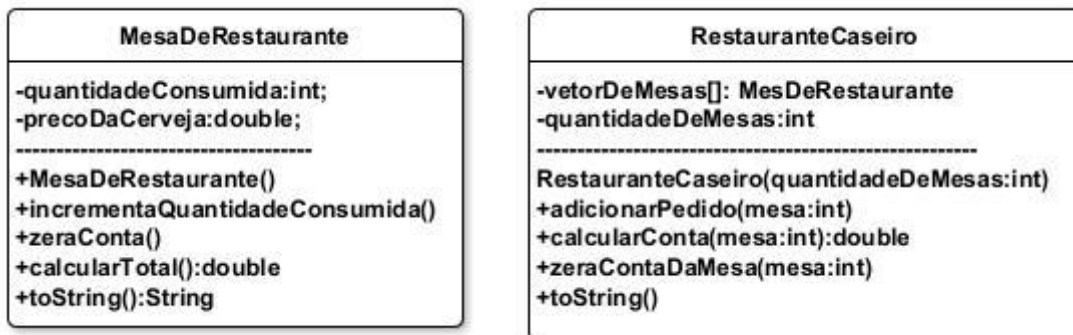 MesaDeRestaurante
-quantidadeConsumida:int;
-precoDaCerveja:double;
------------------------------------
+MesaDeRestaurante()
+incrementaQuantidadeConsumida()
+zeraConta()
+calcularTotal():double
+toString():String
RestauranteCaseiro
-vetorDeMesas[]: MesDeRestaurante
-quantidadeDeMesas:int
------------------------------------------------------
RestauranteCaseiro(quantidadeDeMesas:int)
+adicionarPedido(mesa:int)
+calcularConta(mesa:int):double
+zeraContaDaMesa(mesa:int)
+toString()